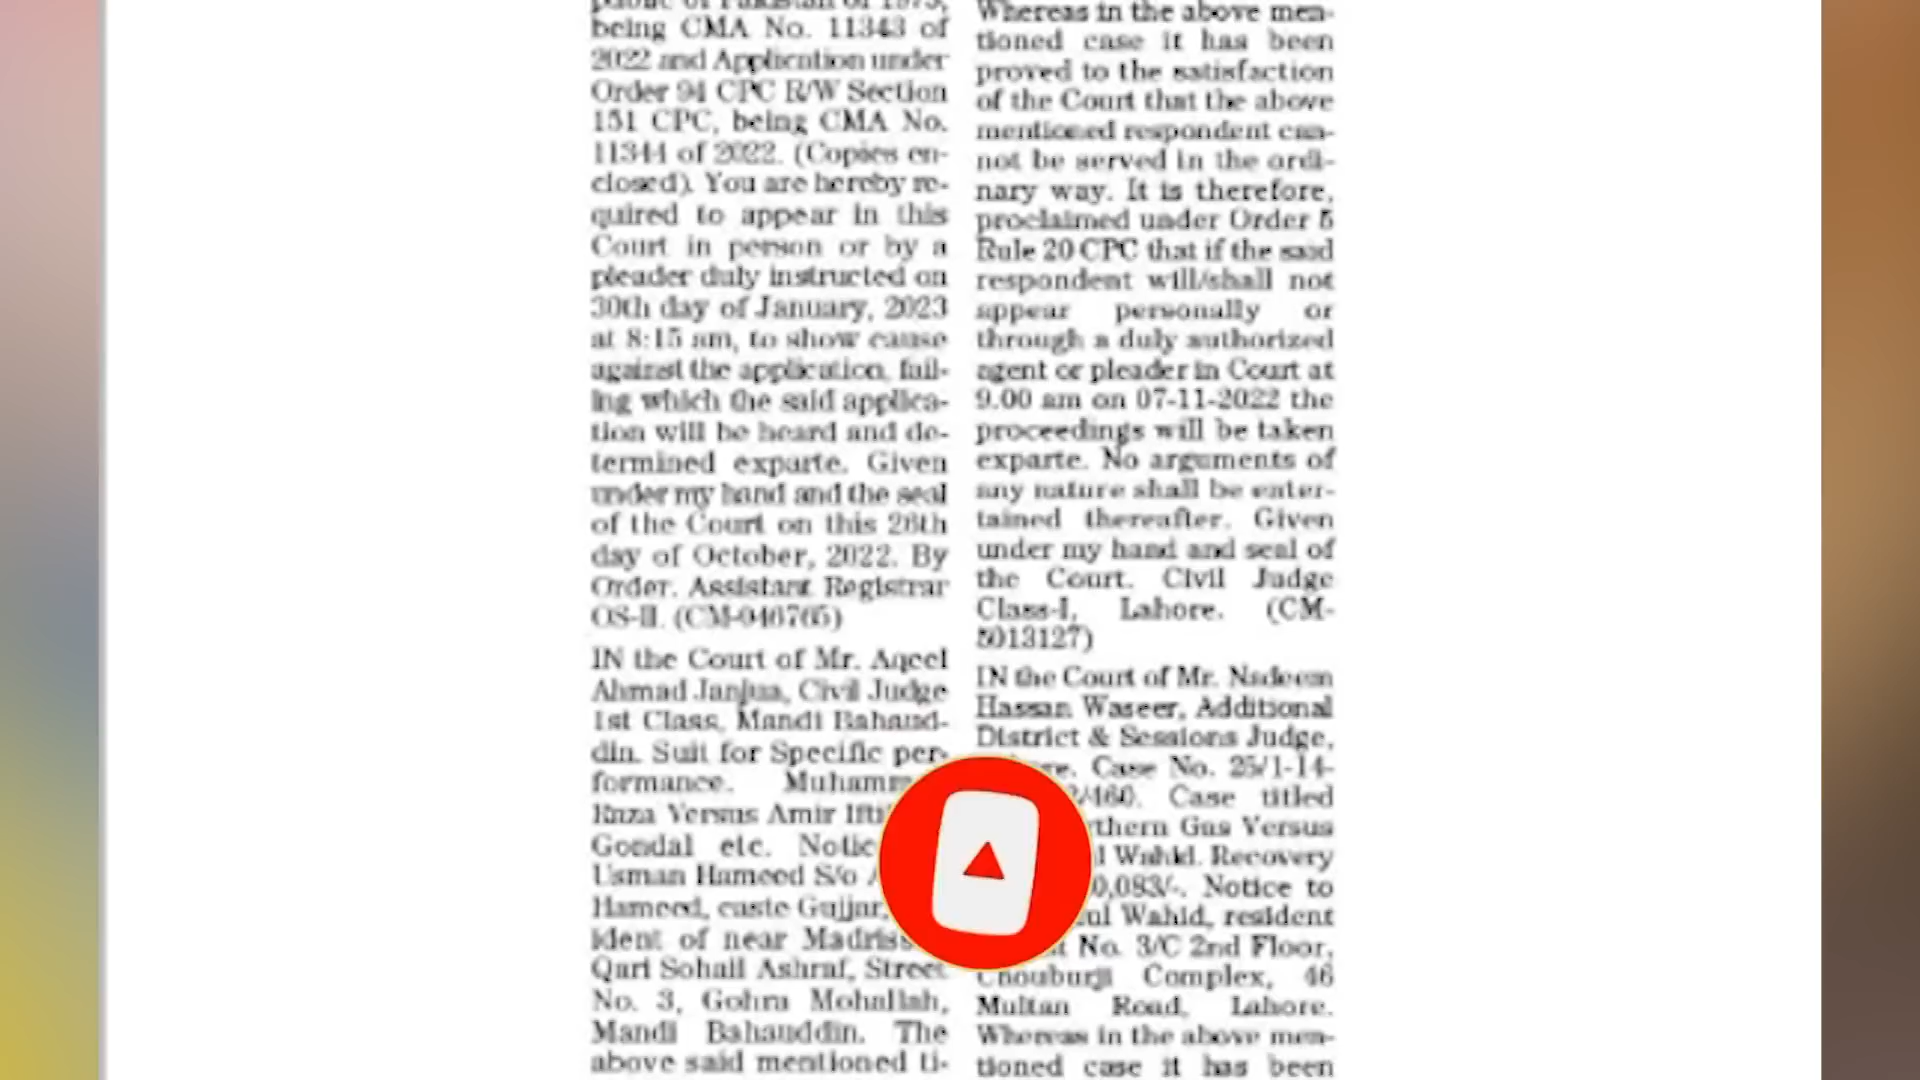 being CMA No. 11343 of
2022 and Application under
Order 94 CPC R/W Section
151 CPC, being CMA No.
11344 of 2022. (Copies en-
closed). You are hereby re-
quired to appear in this
Court in person or by a
pleader duly instructed on
30th day of January, 2023
at 8:15 am, to show cause
against the application, fail-
ing which the said applica-
tion will be heard and de-
termined exparte. Given
under my hand and the seal
of the Court on this 26th
day of October, 2022. By
Order. Assistant Registrar
OS-II. (CM-046765)
IN the Court of Mr. Aqeel
Ahmad Janjua, Civil Judge
1st Class, Mandi Bahaud-
din. Suit for Specific per-
formance.
Raza Versus Amir
Gondal etc.
Usman Hameed S/o
Hameed, caste Gujjar,
ident of near
Qari Sohail Ashraf, Street
No. 3, Gohra Mohallah,
Mandi Bahauddin. The
above said mentioned ti-
Whereas in the above men-
tioned case it has been
proved to the satisfaction
of the Court that the above
mentioned respondent can-
not be served in the ordi-
nary way. It is therefore,
proclaimed under Order 5
Rule 20 CPC that if the said
respondent will/shall not
appear personally or
through a duly authorized
agent or pleader in Court at
9.00 am on 07-11-2022 the
proceedings will be taken
exparte. No arguments of
any nature shall be enter-
tained thereafter. Given
under my hand and seal of
the Court. Civil Judge
Class-I, Lahore. (CM-
5013127)
IN the Court of Mr. Nadeem
Hassan Waseer, Additional
District & Sessions Judge,
Case No. 25/1-14-
Case titled
Gas Versus
Wahid. Recovery
Notice to
Wahid, resident
No. 3/C 2nd Floor,
Chouburji Complex, 46
Multan Road, Lahore.
Whereas in the above men-
tioned case it has been